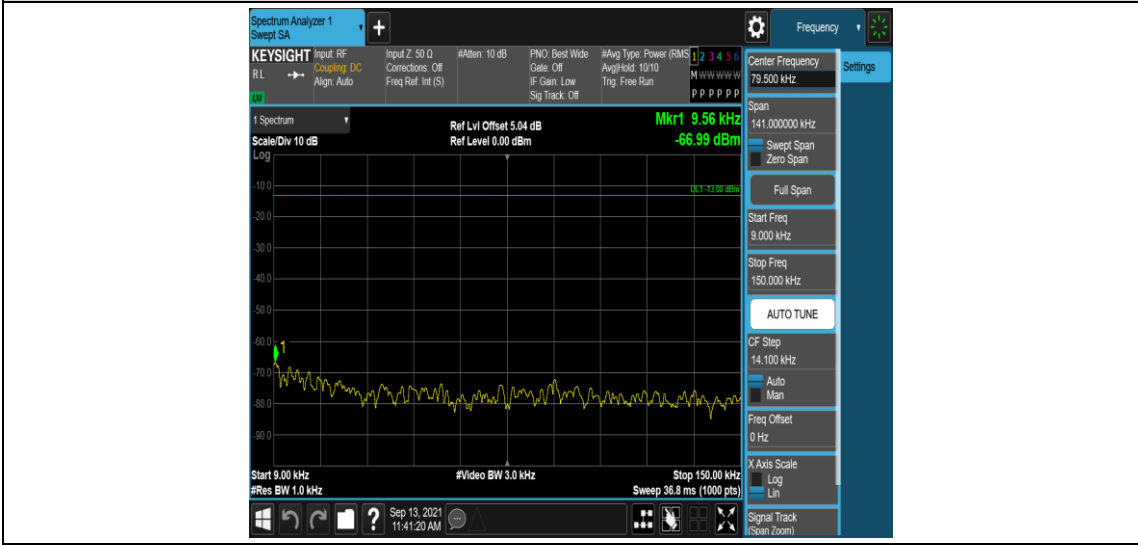 Spectrum Analyzer 1
Swept SA
+
Frequency
KEYSIGHT
RL
LM
Input: RF
Coupling: DC
Align: Auto
Input Z: 50 Ω
Corrections: Off
Freq Ref: Int (S)
#Atten: 10 dB
PNO: Best Wide
Gate: Off
IF Gain: Low
Sig Track: Off
#Avg Type: Power (RMS
Avg|Hold: 10/10
Trig: Free Run
1 2 3 4 5 6
M W W W W W
P P P P P P
1 Spectrum
Scale/Div 10 dB
Log
Ref Lvl Offset 5.04 dB
Ref Level 0.00 dBm
Mkr1 9.56 kHz
-66.99 dBm
DL1 -13.00 dBm
-10.0
-20.0
-30.0
-40.0
-50.0
-60.0
1
-70.0
-80.0
-90.0
Start 9.00 kHz
#Res BW 1.0 kHz
#Video BW 3.0 kHz
Stop 150.00 kHz
Sweep 36.8 ms (1000 pts)
?
Sep 13, 2021
11:41:20 AM
Center Frequency
79.500 kHz
Span
141.000000 kHz
Swept Span
Zero Span
Full Span
Start Freq
9.000 kHz
Stop Freq
150.000 kHz
AUTO TUNE
CF Step
14.100 kHz
Auto
Man
Freq Offset
0 Hz
X Axis Scale
Log
Lin
Signal Track
(Span Zoom)
Settings